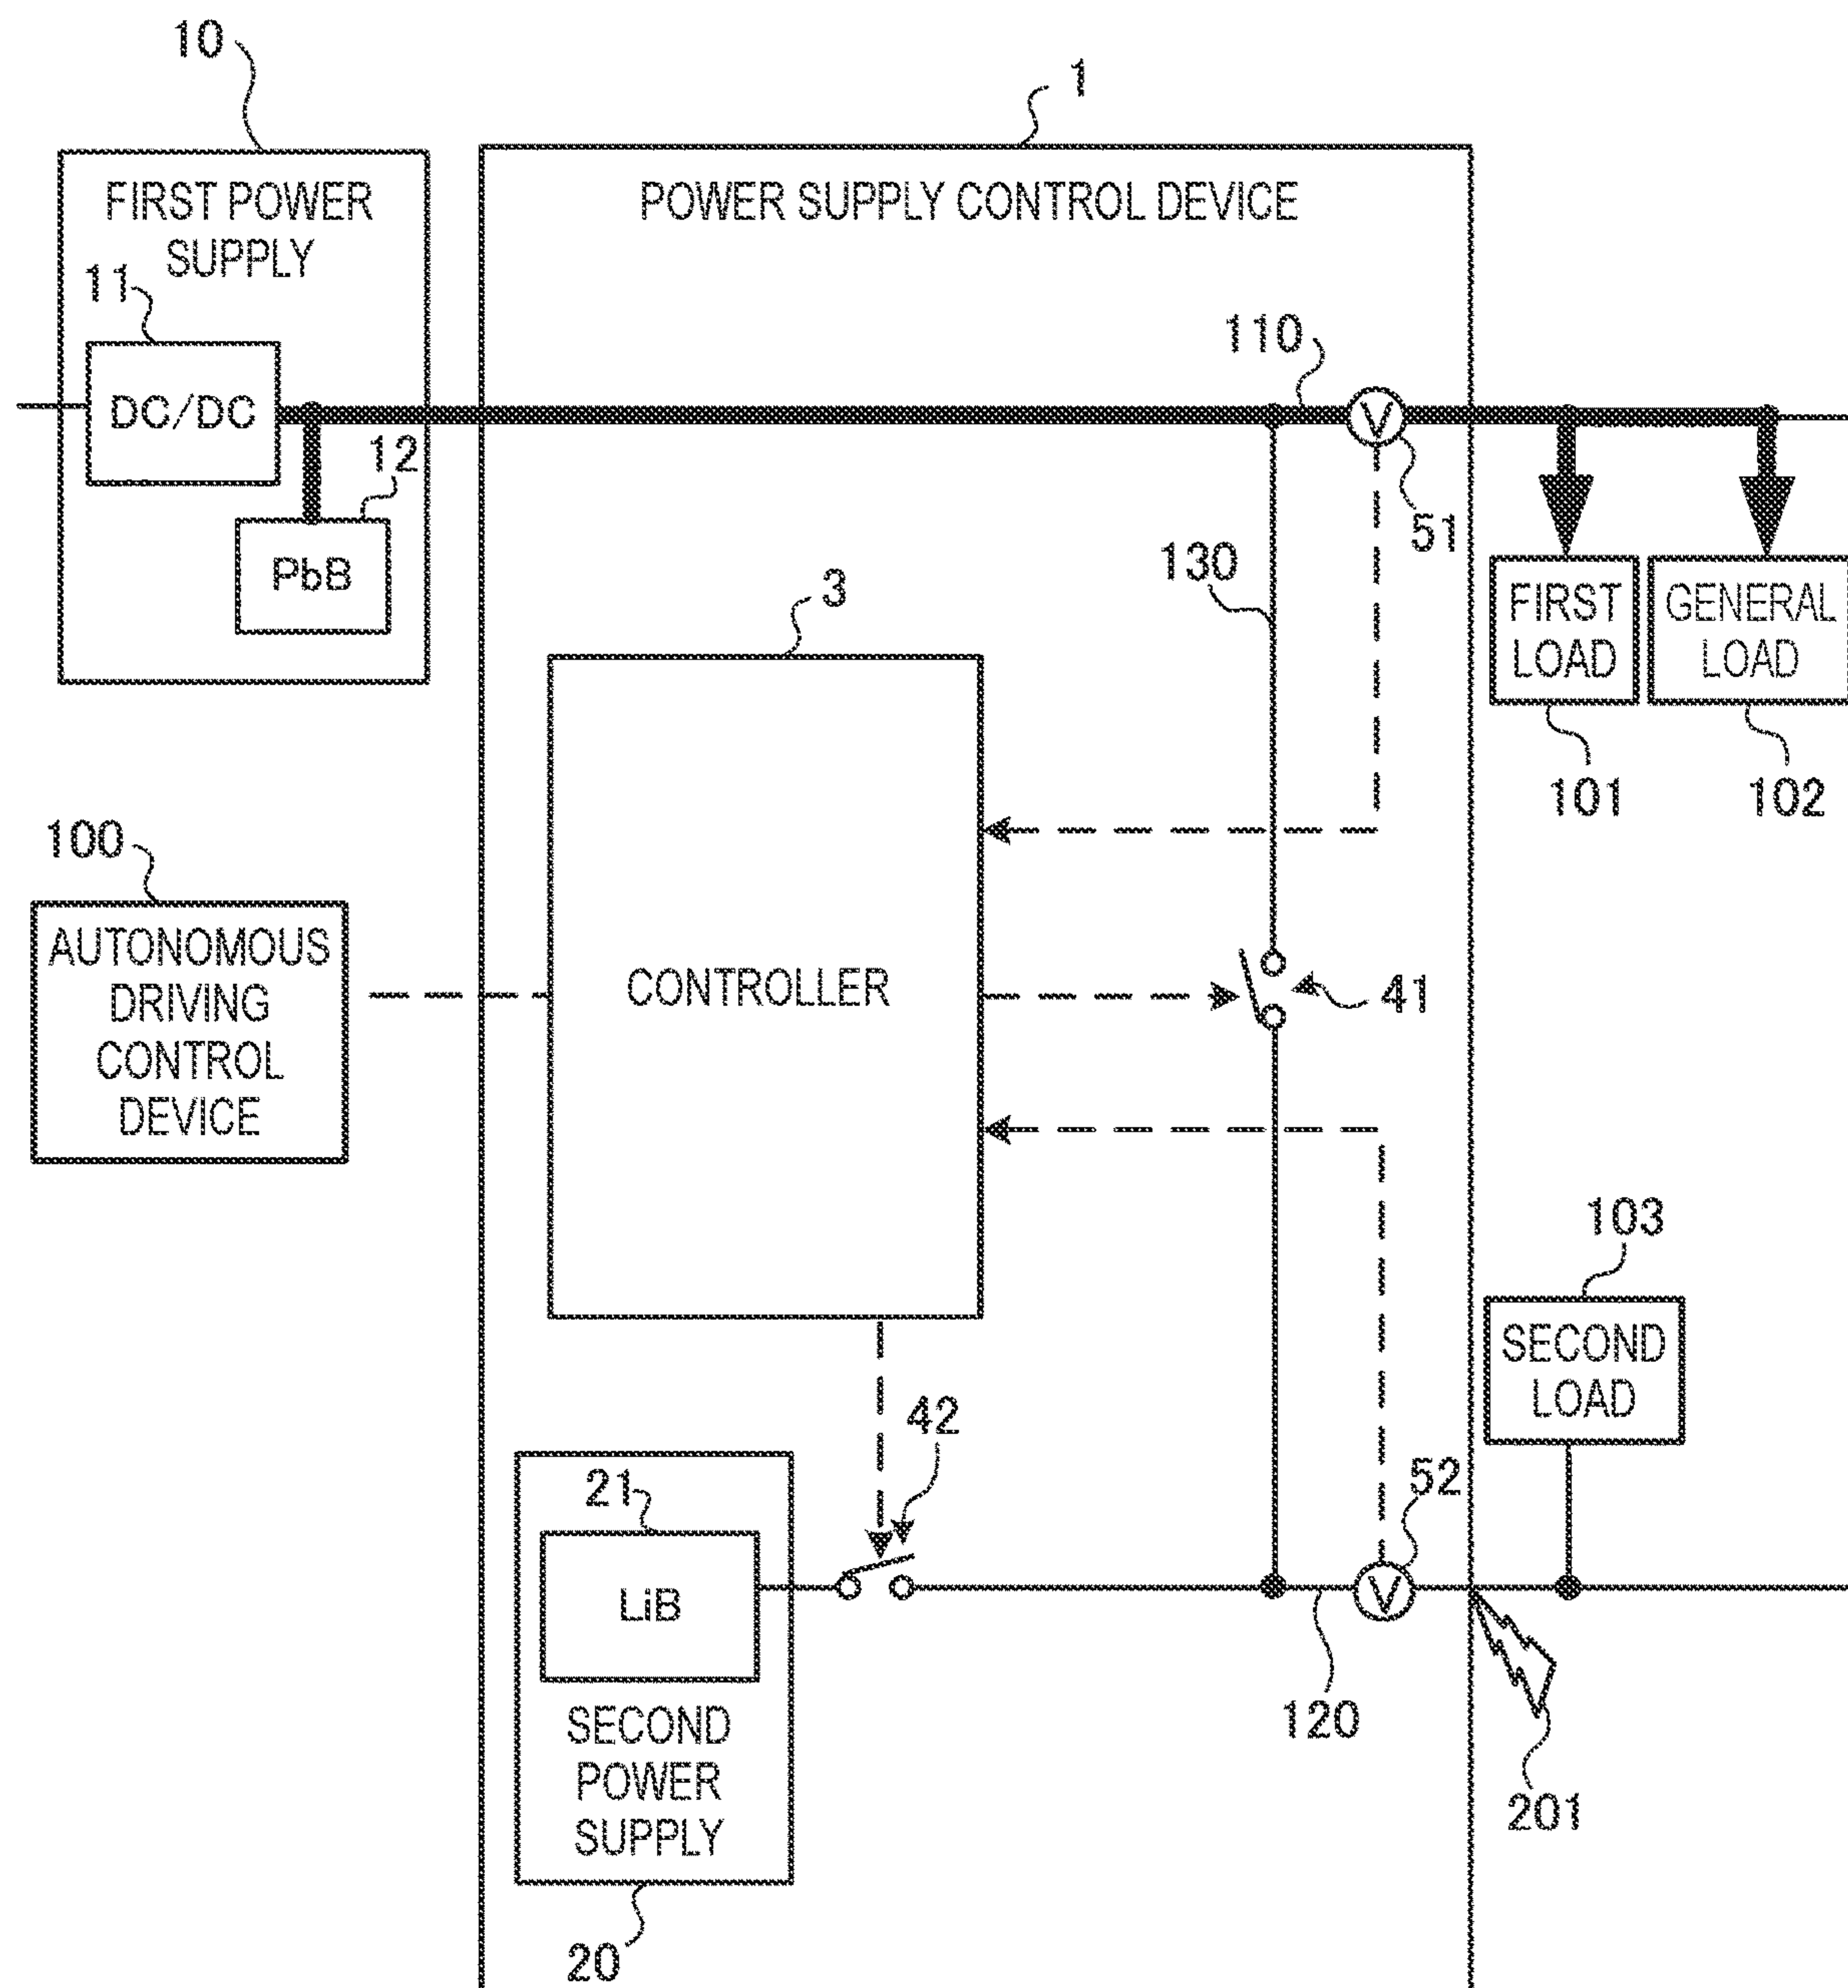 10
1
FIRST POWER
SUPPLY
POWER SUPPLY CONTROL DEVICE
11
110
DC/DC
V
12
51
130
PbB
3
FIRST
LOAD
GENERAL
LOAD
101
102
100
AUTONOMOUS
DRIVING
CONTROL
DEVICE
CONTROLLER
41
103
SECOND
LOAD
42
52
21
LiB
V
120
SECOND
POWER
SUPPLY
201
20